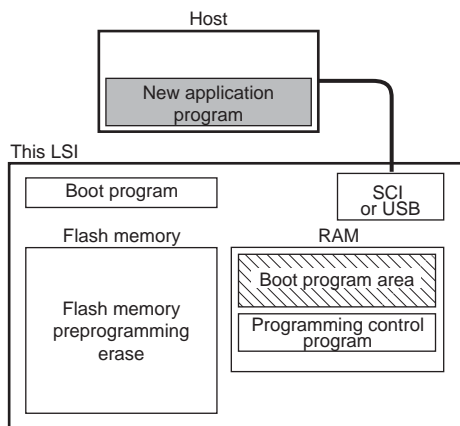 Host
New application
program
This LSI
Boot program
SCI
or USB
Flash memory
RAM
Flash memory
preprogramming
erase
Boot program area
Programming control
program